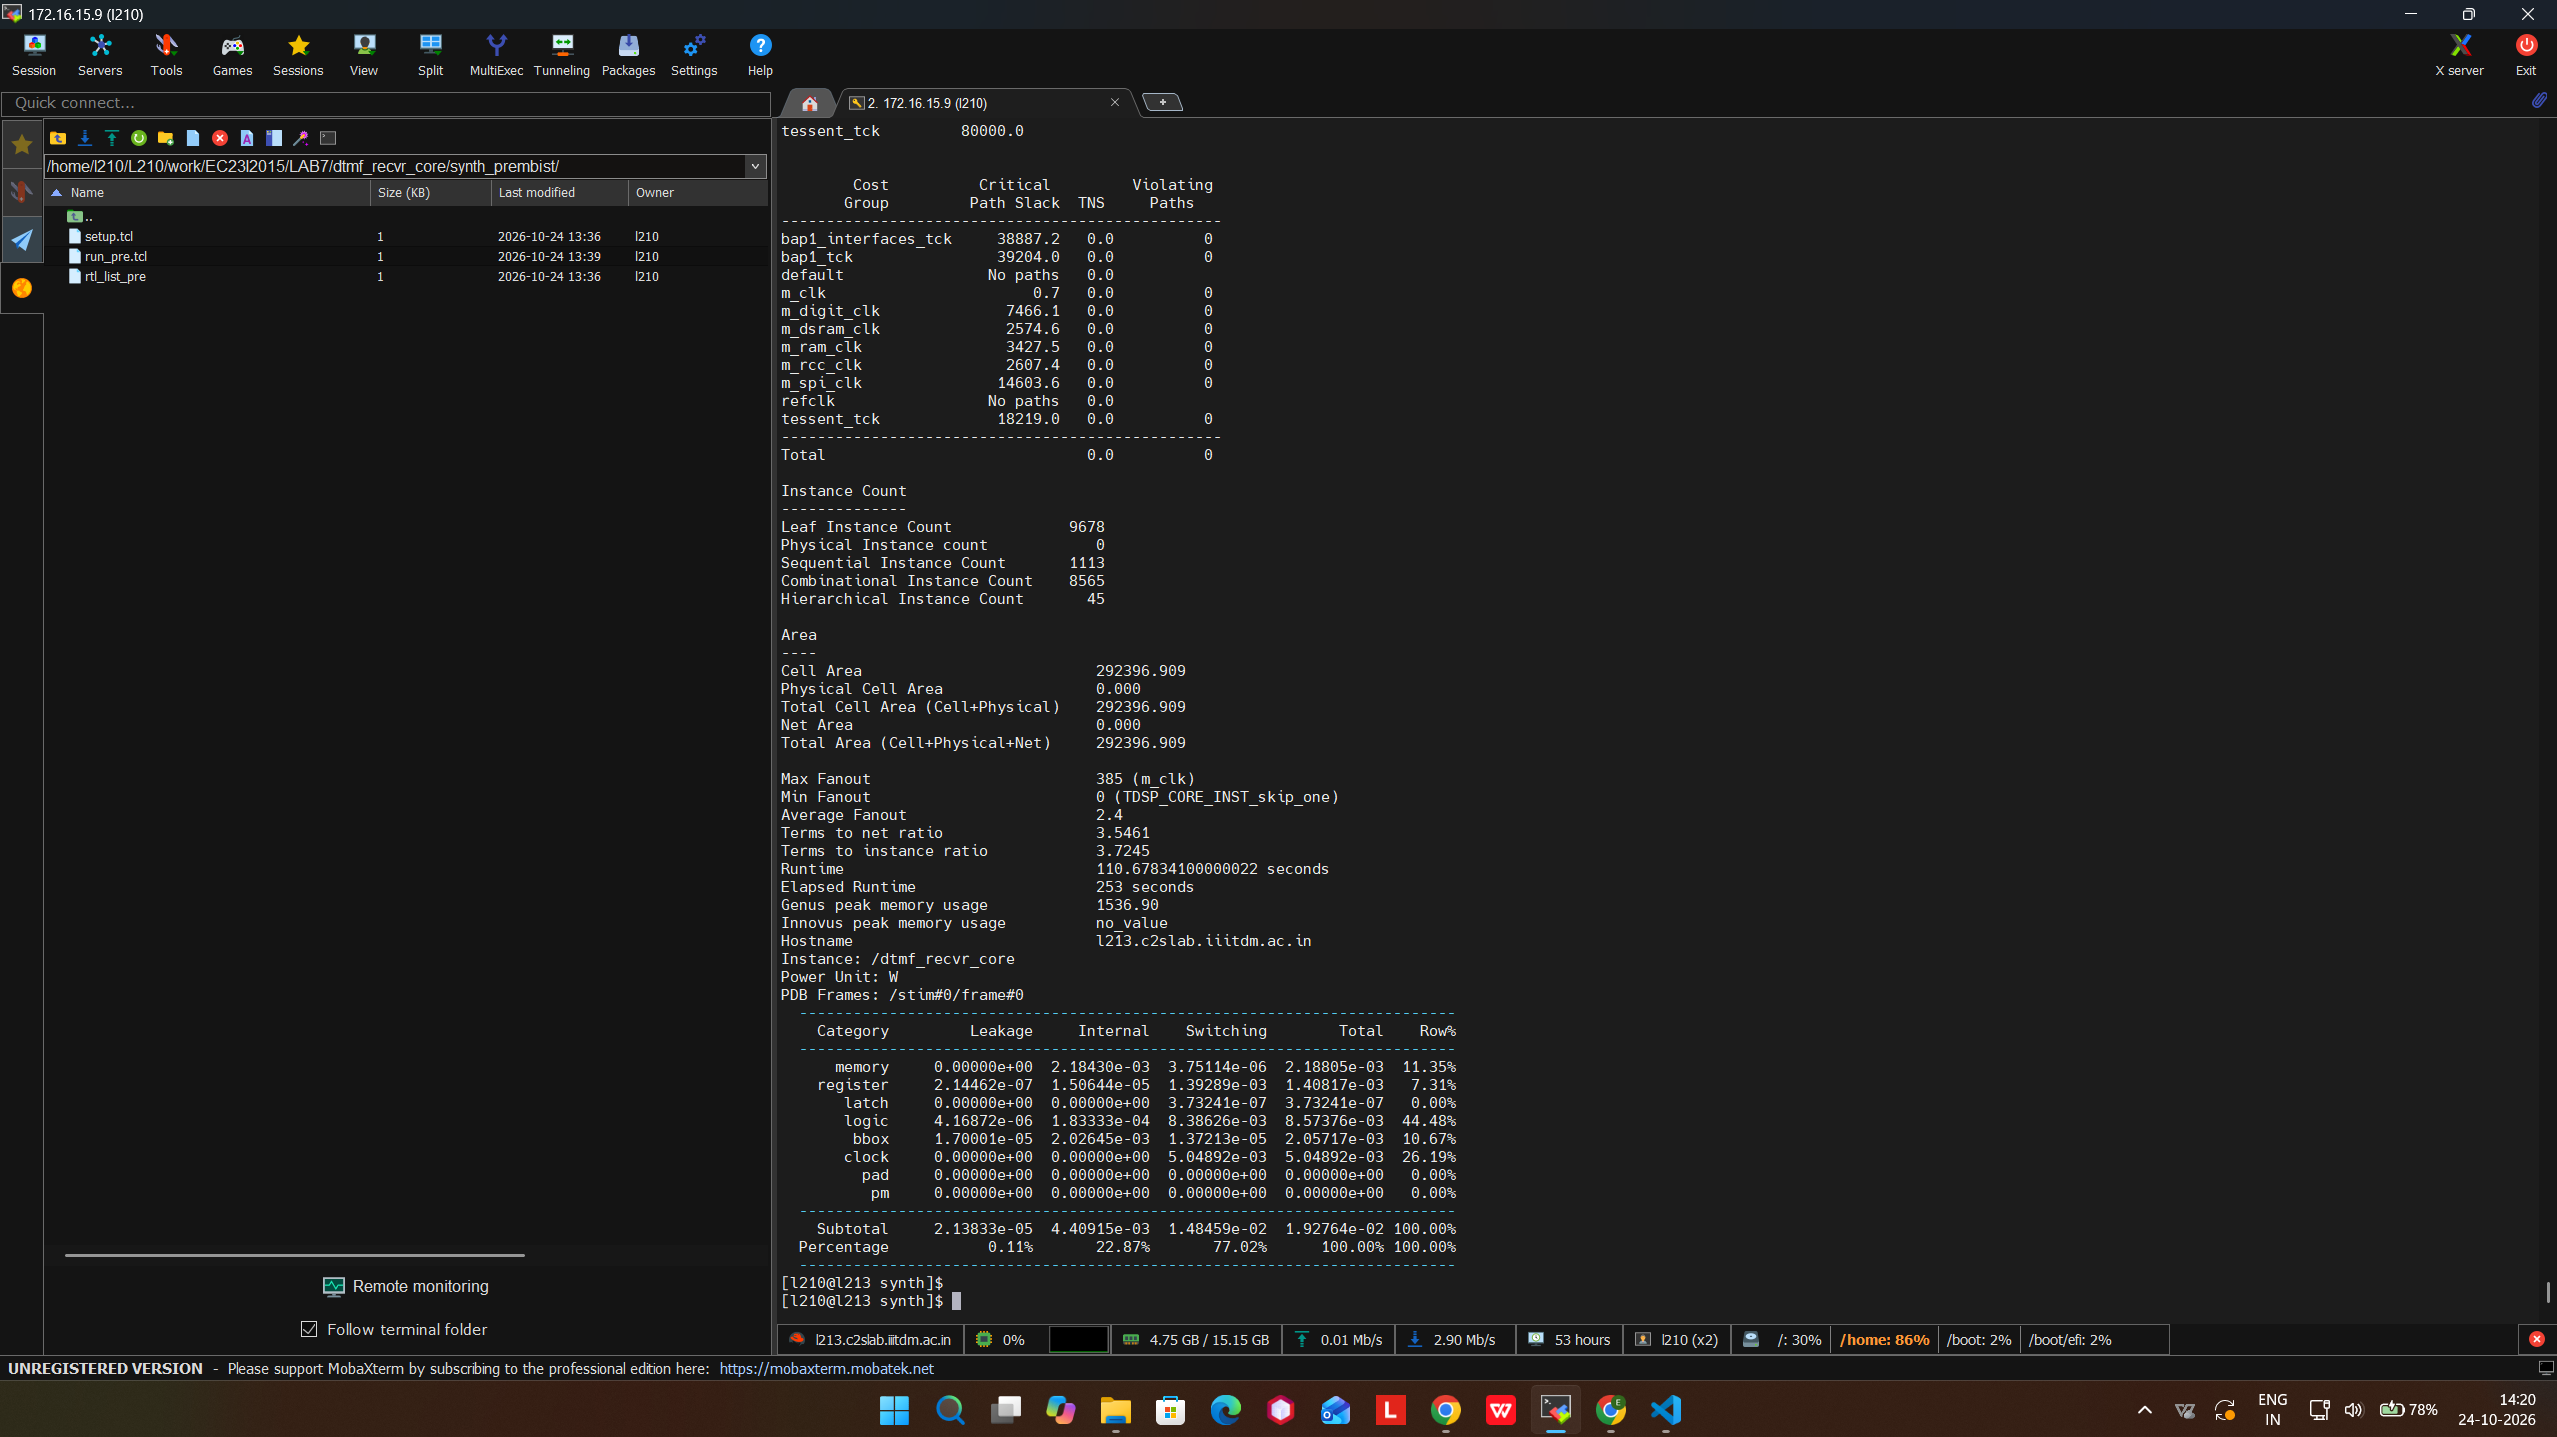 172.16.15.9 (l210)
Session Servers Tools Games Sessions View Split MultiExec Tunneling Packages Settings Help X server Exit
Quick connect...
2. 172.16.15.9 (l210)
/home/l210/L210/work/EC23I2015/LAB7/dtmf_recvr_core/synth_prembist/
Name Size (KB) Last modified Owner
..
setup.tcl 1 2026-10-24 13:36 l210
run_pre.tcl 1 2026-10-24 13:39 l210
rtl_list_pre 1 2026-10-24 13:36 l210
Remote monitoring
Follow terminal folder
tessent_tck 80000.0
Cost Critical Violating
Group Path Slack TNS Paths
-------------------------------------------------
bap1_interfaces_tck 38887.2 0.0 0
bap1_tck 39204.0 0.0 0
default No paths 0.0
m_clk 0.7 0.0 0
m_digit_clk 7466.1 0.0 0
m_dsram_clk 2574.6 0.0 0
m_ram_clk 3427.5 0.0 0
m_rcc_clk 2607.4 0.0 0
m_spi_clk 14603.6 0.0 0
refclk No paths 0.0
tessent_tck 18219.0 0.0 0
-------------------------------------------------
Total 0.0 0
Instance Count
--------------
Leaf Instance Count 9678
Physical Instance count 0
Sequential Instance Count 1113
Combinational Instance Count 8565
Hierarchical Instance Count 45
Area
----
Cell Area 292396.909
Physical Cell Area 0.000
Total Cell Area (Cell+Physical) 292396.909
Net Area 0.000
Total Area (Cell+Physical+Net) 292396.909
Max Fanout 385 (m_clk)
Min Fanout 0 (TDSP_CORE_INST_skip_one)
Average Fanout 2.4
Terms to net ratio 3.5461
Terms to instance ratio 3.7245
Runtime 110.67834100000022 seconds
Elapsed Runtime 253 seconds
Genus peak memory usage 1536.90
Innovus peak memory usage no_value
Hostname l213.c2slab.iiitdm.ac.in
Instance: /dtmf_recvr_core
Power Unit: W
PDB Frames: /stim#0/frame#0
-------------------------------------------------------------------------
Category Leakage Internal Switching Total Row%
-------------------------------------------------------------------------
memory 0.00000e+00 2.18430e-03 3.75114e-06 2.18805e-03 11.35%
register 2.14462e-07 1.50644e-05 1.39289e-03 1.40817e-03 7.31%
latch 0.00000e+00 0.00000e+00 3.73241e-07 3.73241e-07 0.00%
logic 4.16872e-06 1.83333e-04 8.38626e-03 8.57376e-03 44.48%
bbox 1.70001e-05 2.02645e-03 1.37213e-05 2.05717e-03 10.67%
clock 0.00000e+00 0.00000e+00 5.04892e-03 5.04892e-03 26.19%
pad 0.00000e+00 0.00000e+00 0.00000e+00 0.00000e+00 0.00%
pm 0.00000e+00 0.00000e+00 0.00000e+00 0.00000e+00 0.00%
-------------------------------------------------------------------------
Subtotal 2.13833e-05 4.40915e-03 1.48459e-02 1.92764e-02 100.00%
Percentage 0.11% 22.87% 77.02% 100.00% 100.00%
-------------------------------------------------------------------------
[l210@l213 synth]$
[l210@l213 synth]$
l213.c2slab.iiitdm.ac.in 0% 4.75 GB / 15.15 GB 0.01 Mb/s 2.90 Mb/s 53 hours l210 (x2) /: 30% /home: 86% /boot: 2% /boot/efi: 2%
UNREGISTERED VERSION - Please support MobaXterm by subscribing to the professional edition here: https://mobaxterm.mobatek.net
ENG
IN
78%
14:20
24-10-2026